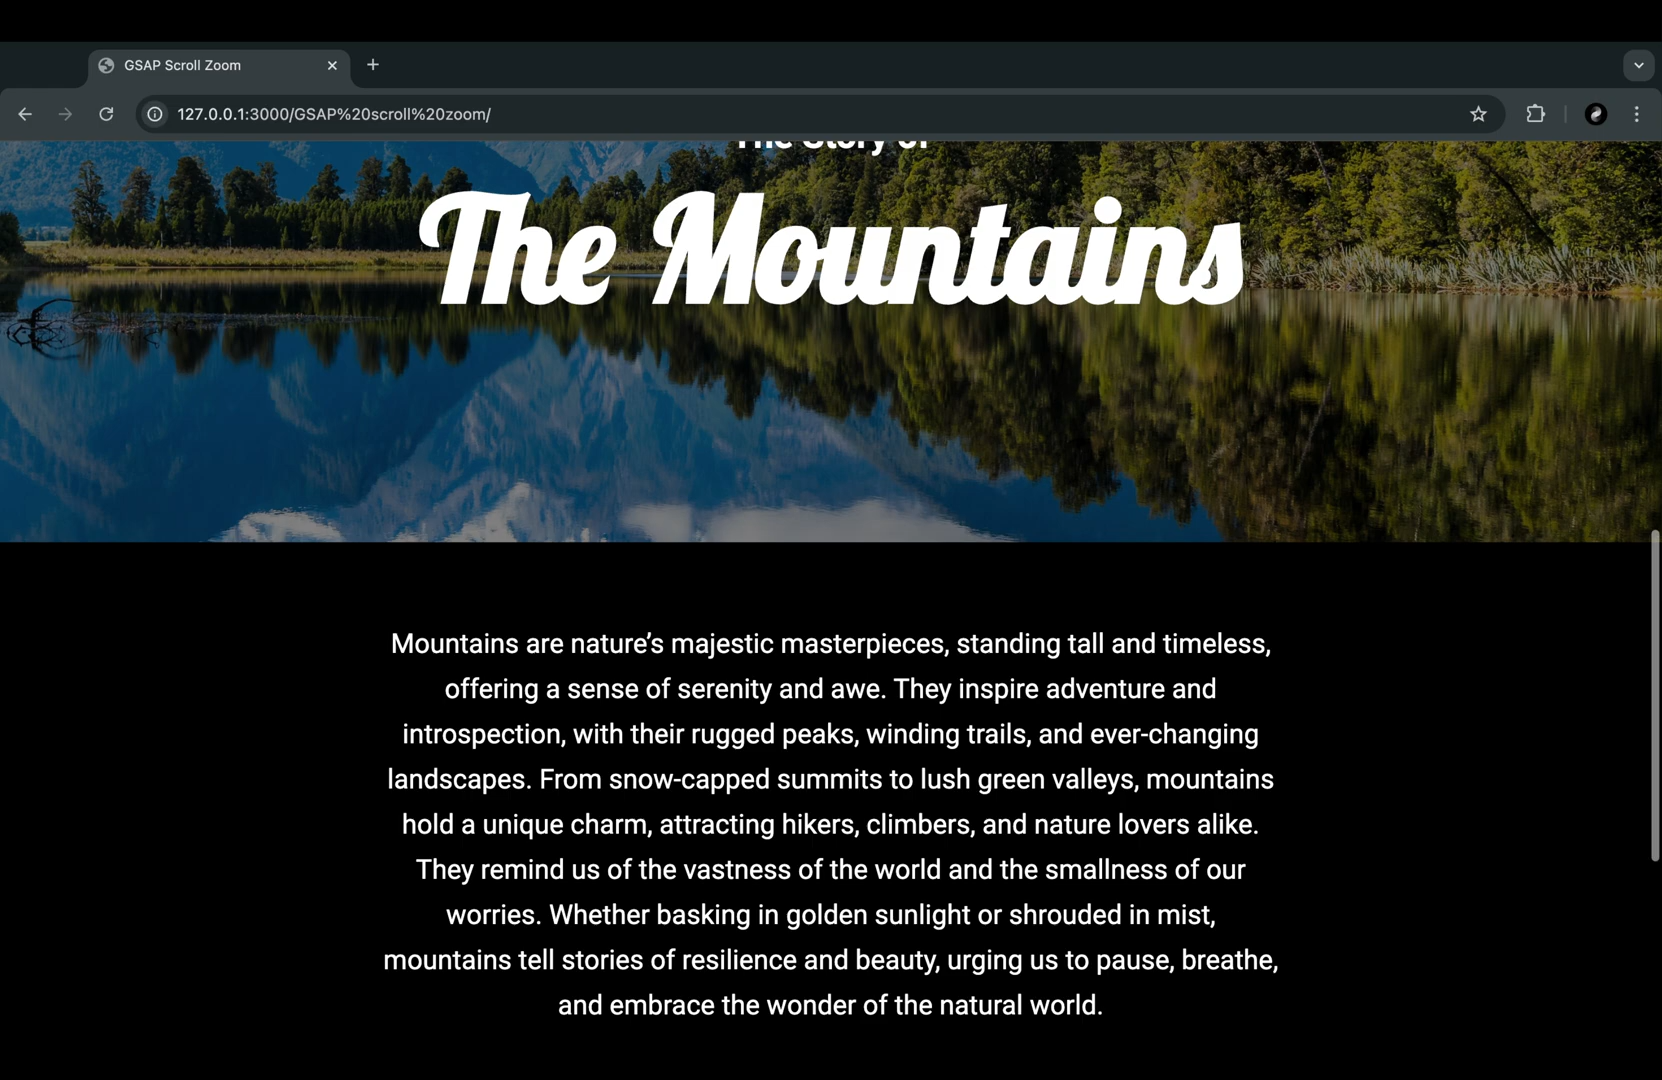 GSAP Scroll Zoom
127.0.0.1:3000/GSAP%20scroll%20zoom/
The Story of
The Mountains
Mountains are nature’s majestic masterpieces, standing tall and timeless,
offering a sense of serenity and awe. They inspire adventure and
introspection, with their rugged peaks, winding trails, and ever-changing
landscapes. From snow-capped summits to lush green valleys, mountains
hold a unique charm, attracting hikers, climbers, and nature lovers alike.
They remind us of the vastness of the world and the smallness of our
worries. Whether basking in golden sunlight or shrouded in mist,
mountains tell stories of resilience and beauty, urging us to pause, breathe,
and embrace the wonder of the natural world.